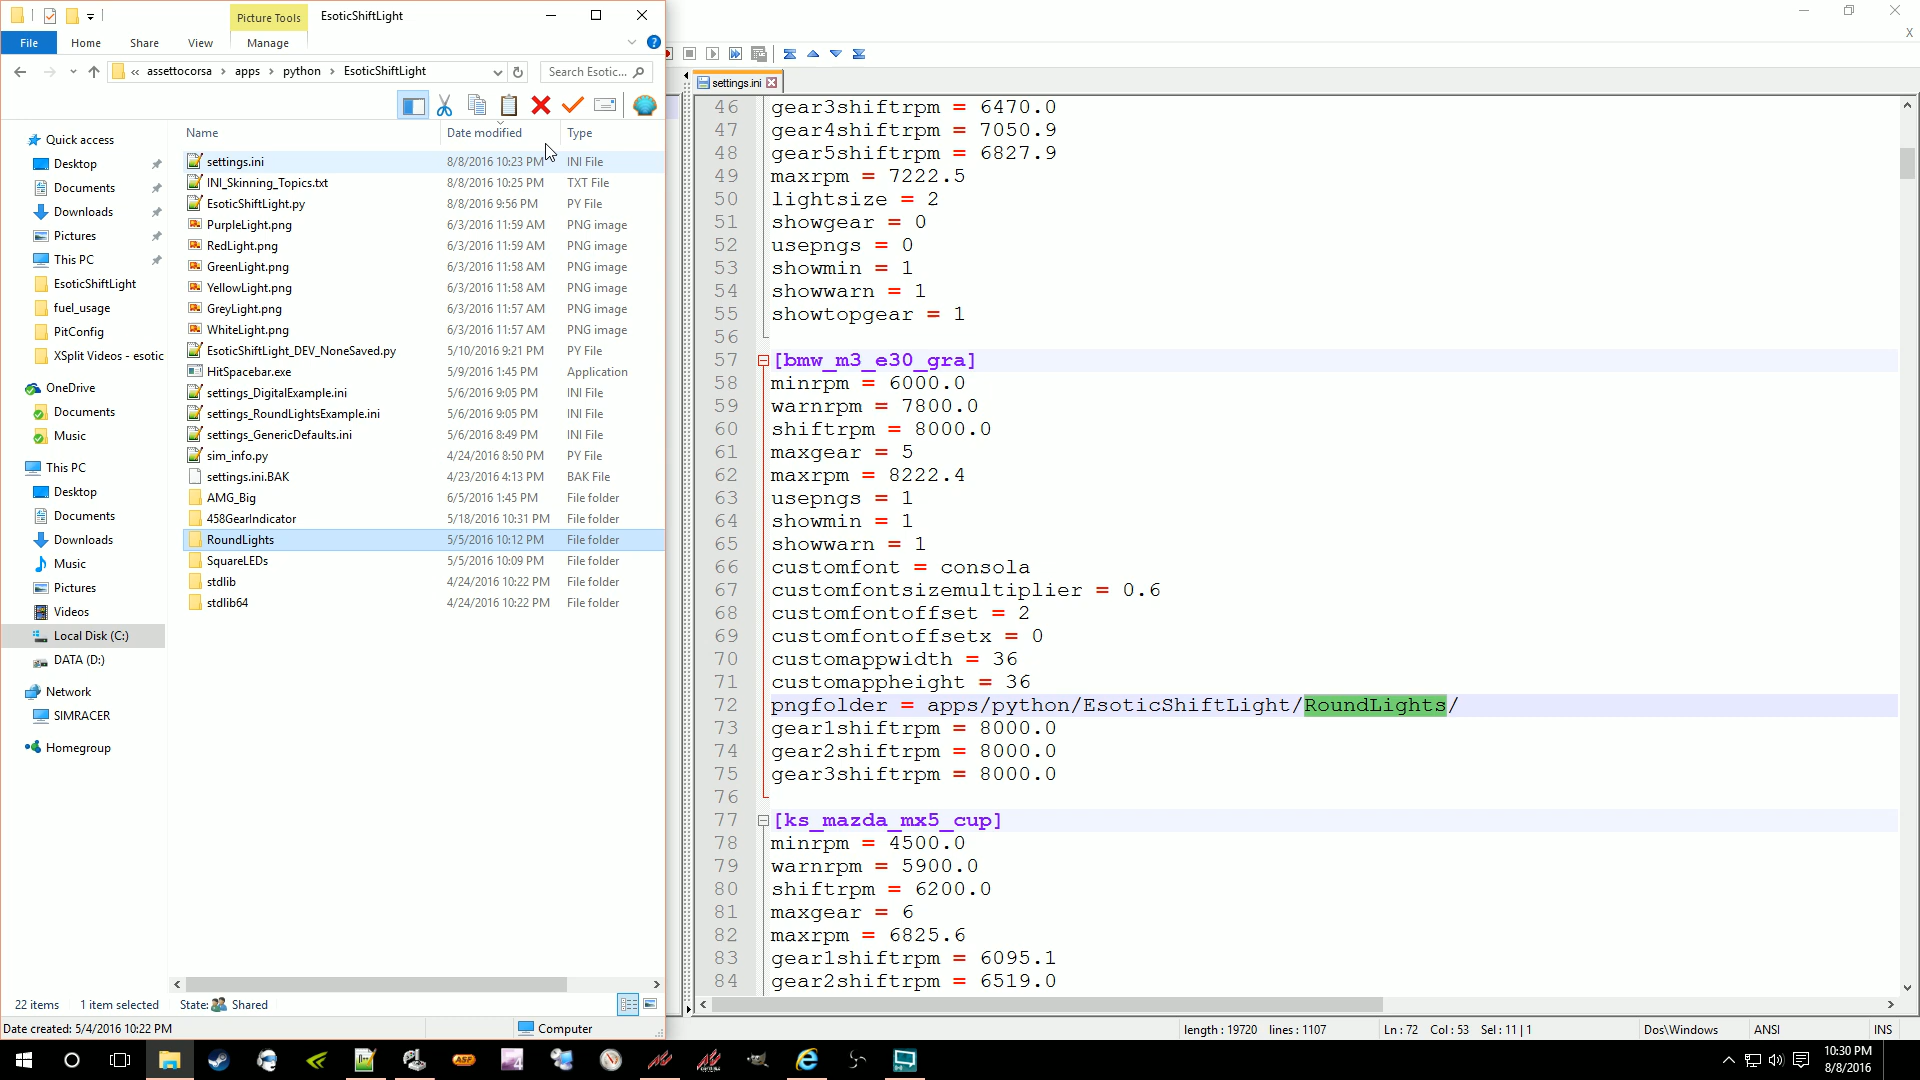 Picture Tools
EsoticShiftLight
File
Home
Share
View
Manage
« assettocorsa › apps › python › EsoticShiftLight
Search Esotic...
Name
Date modified
Type
Quick access
Desktop
Documents
Downloads
Pictures
This PC
EsoticShiftLight
fuel_usage
PitConfig
XSplit Videos - esotic
OneDrive
Documents
Music
This PC
Desktop
Documents
Downloads
Music
Pictures
Videos
Local Disk (C:)
DATA (D:)
Network
SIMRACER
Homegroup
settings.ini 8/8/2016 10:23 PM INI File
INI_Skinning_Topics.txt 8/8/2016 10:25 PM TXT File
EsoticShiftLight.py 8/8/2016 9:56 PM PY File
PurpleLight.png 6/3/2016 11:59 AM PNG image
RedLight.png 6/3/2016 11:59 AM PNG image
GreenLight.png 6/3/2016 11:58 AM PNG image
YellowLight.png 6/3/2016 11:58 AM PNG image
GreyLight.png 6/3/2016 11:57 AM PNG image
WhiteLight.png 6/3/2016 11:57 AM PNG image
EsoticShiftLight_DEV_NoneSaved.py 5/10/2016 9:21 PM PY File
HitSpacebar.exe 5/9/2016 1:45 PM Application
settings_DigitalExample.ini 5/6/2016 9:05 PM INI File
settings_RoundLightsExample.ini 5/6/2016 9:05 PM INI File
settings_GenericDefaults.ini 5/6/2016 8:49 PM INI File
sim_info.py 4/24/2016 8:50 PM PY File
settings.ini.BAK 4/23/2016 4:13 PM BAK File
AMG_Big 6/5/2016 1:45 PM File folder
458GearIndicator 5/18/2016 10:31 PM File folder
RoundLights 5/5/2016 10:12 PM File folder
SquareLEDs 5/5/2016 10:09 PM File folder
stdlib 4/24/2016 10:22 PM File folder
stdlib64 4/24/2016 10:22 PM File folder
22 items 1 item selected State: Shared
Date created: 5/4/2016 10:22 PM
Computer
settings.ini
46 gear3shiftrpm = 6470.0
47 gear4shiftrpm = 7050.9
48 gear5shiftrpm = 6827.9
49 maxrpm = 7222.5
50 lightsize = 2
51 showgear = 0
52 usepngs = 0
53 showmin = 1
54 showwarn = 1
55 showtopgear = 1
56
57 [bmw_m3_e30_gra]
58 minrpm = 6000.0
59 warnrpm = 7800.0
60 shiftrpm = 8000.0
61 maxgear = 5
62 maxrpm = 8222.4
63 usepngs = 1
64 showmin = 1
65 showwarn = 1
66 customfont = consola
67 customfontsizemultiplier = 0.6
68 customfontoffset = 2
69 customfontoffsetx = 0
70 customappwidth = 36
71 customappheight = 36
72 pngfolder = apps/python/EsoticShiftLight/RoundLights/
73 gear1shiftrpm = 8000.0
74 gear2shiftrpm = 8000.0
75 gear3shiftrpm = 8000.0
76
77 [ks_mazda_mx5_cup]
78 minrpm = 4500.0
79 warnrpm = 5900.0
80 shiftrpm = 6200.0
81 maxgear = 6
82 maxrpm = 6825.6
83 gear1shiftrpm = 6095.1
84 gear2shiftrpm = 6519.0
length : 19720 lines : 1107
Ln : 72 Col : 53 Sel : 11 | 1
Dos\Windows
ANSI
INS
ASP
4
10:30 PM
8/8/2016